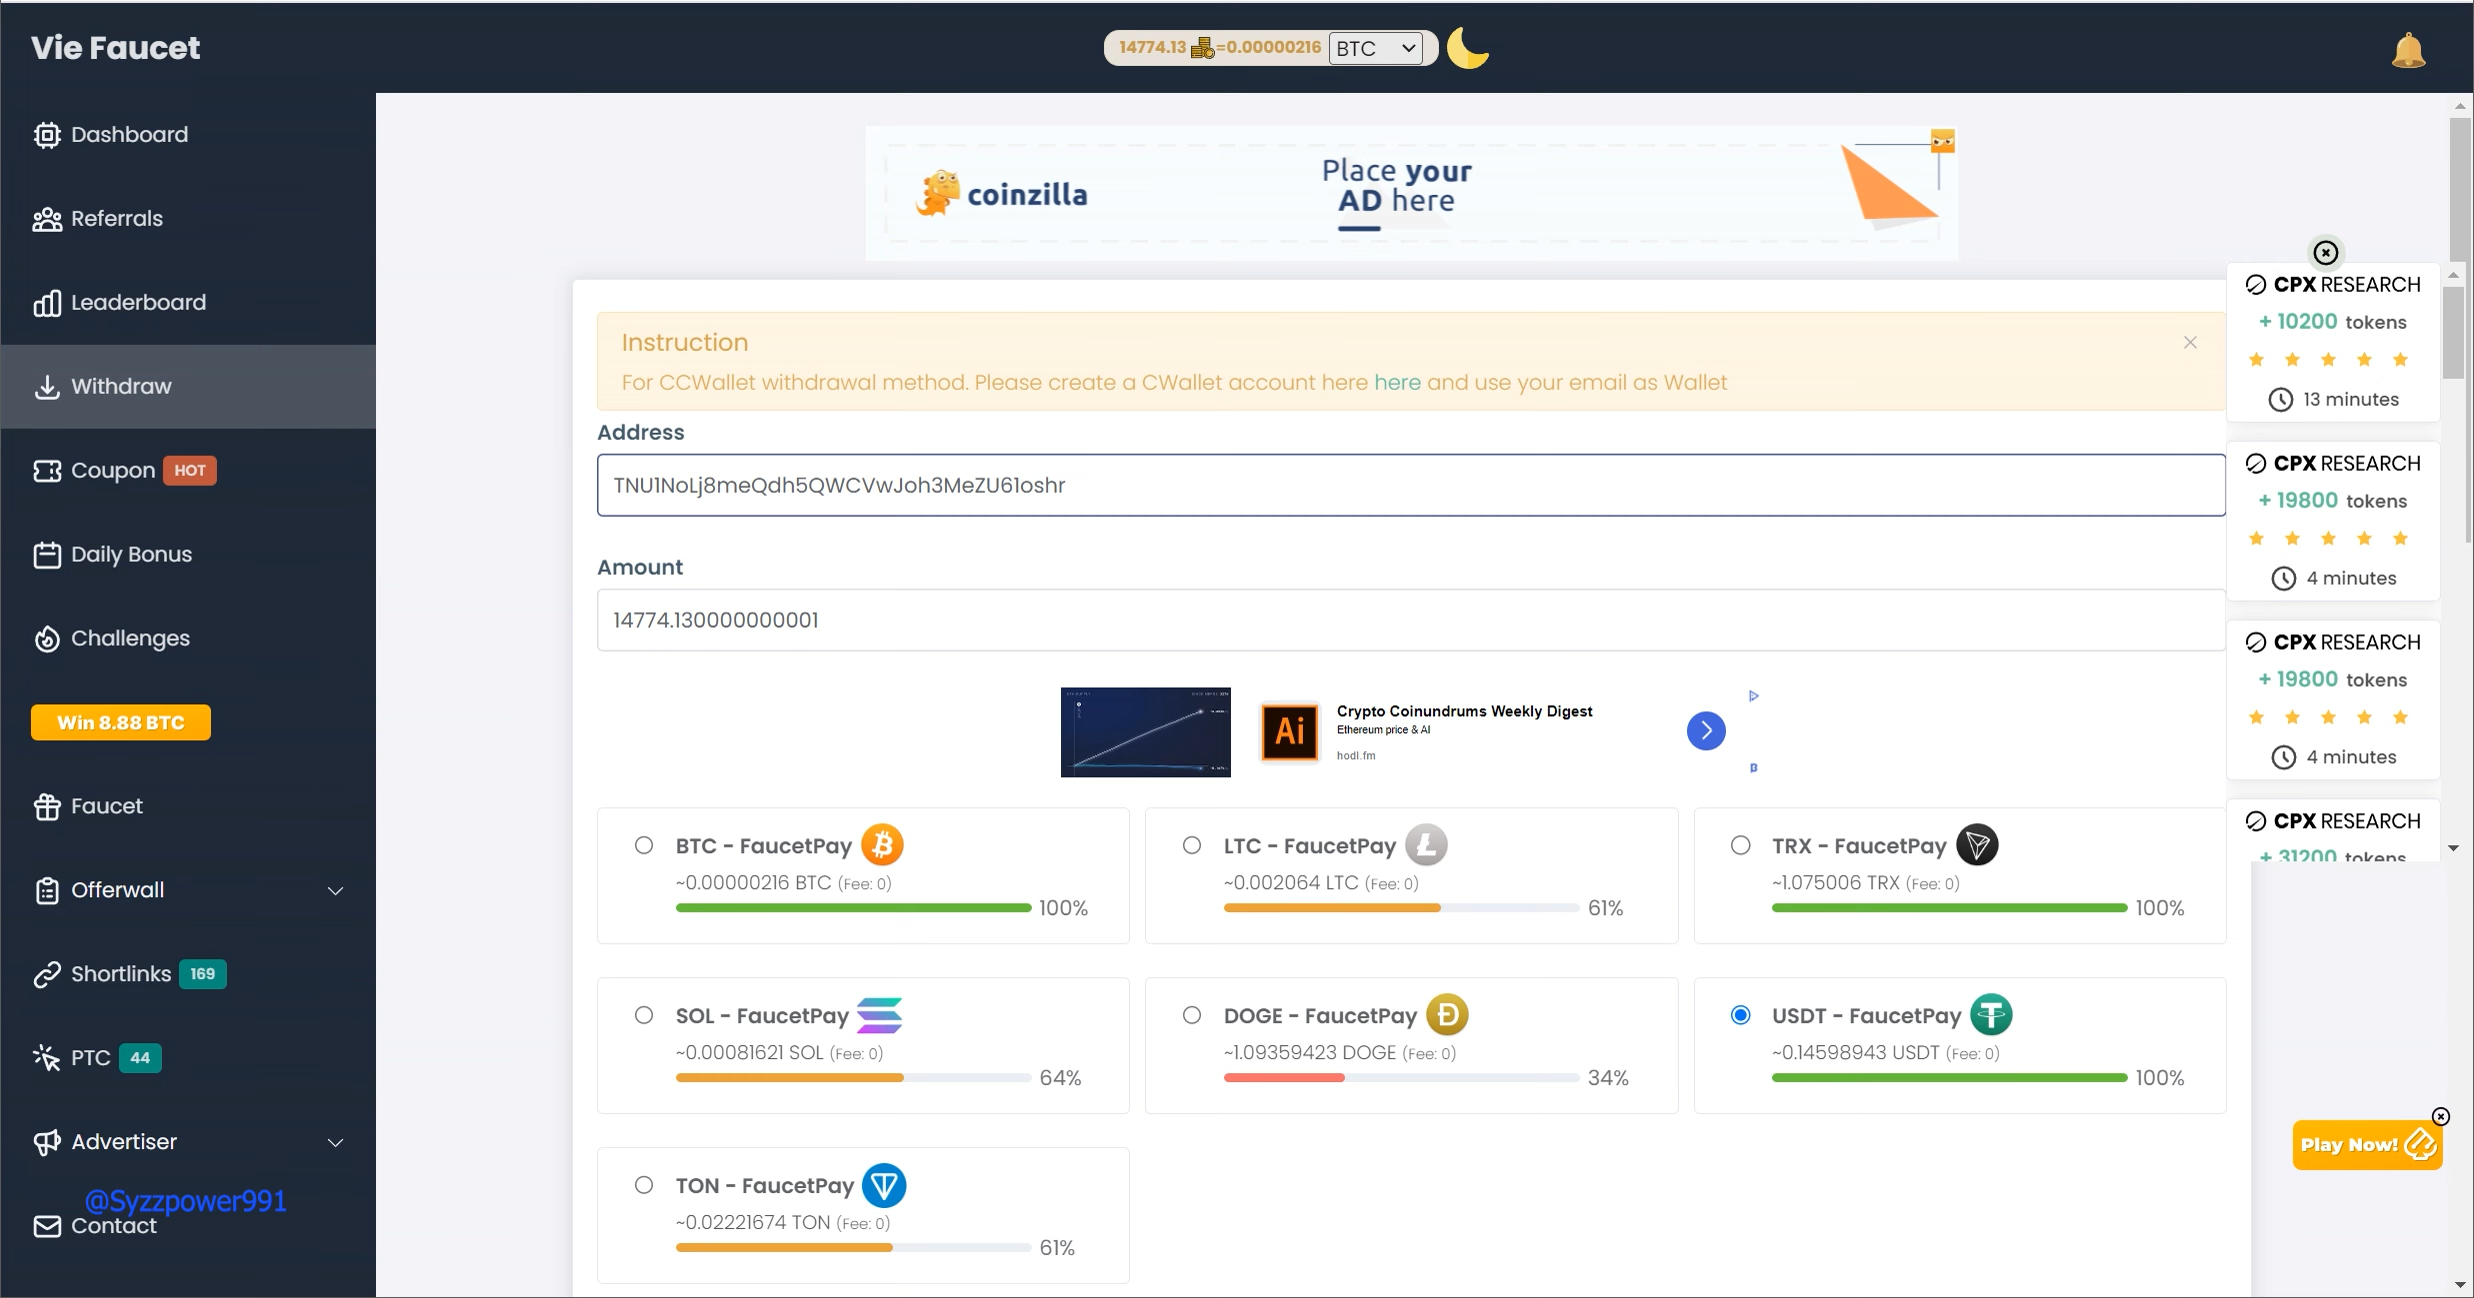 Vie Faucet
14774.13 =0.00000216 BTC
Dashboard
Referrals
Leaderboard
Withdraw
Coupon HOT
Daily Bonus
Challenges
Win 8.88 BTC
Faucet
Offerwall
Shortlinks 169
PTC 44
Advertiser
@Syzzpower991
Contact
coinzilla
Place your
AD here
Instruction
For CCWallet withdrawal method. Please create a CWallet account here here and use your email as Wallet
Address
TNU1NoLj8meQdh5QWCVwJoh3MeZU61oshr
Amount
14774.130000000001
Ai
Crypto Coinundrums Weekly Digest
Ethereum price & AI
hodl.fm
BTC - FaucetPay
~0.00000216 BTC (Fee: 0)
100%
LTC - FaucetPay
~0.002064 LTC (Fee: 0)
61%
TRX - FaucetPay
~1.075006 TRX (Fee: 0)
100%
SOL - FaucetPay
~0.00081621 SOL (Fee: 0)
64%
DOGE - FaucetPay
~1.09359423 DOGE (Fee: 0)
34%
USDT - FaucetPay
~0.14598943 USDT (Fee: 0)
100%
TON - FaucetPay
~0.02221674 TON (Fee: 0)
61%
CPX RESEARCH
+ 10200 tokens
13 minutes
CPX RESEARCH
+ 19800 tokens
4 minutes
CPX RESEARCH
+ 19800 tokens
4 minutes
CPX RESEARCH
+ 31200 tokens
Play Now!